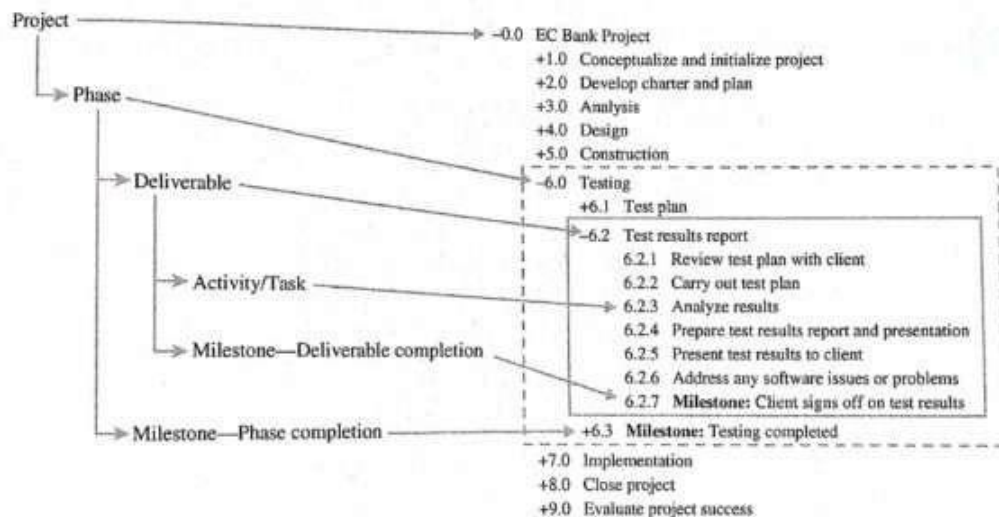 Project
–0.0 EC Bank Project
+1.0 Conceptualize and initialize project
+2.0 Develop charter and plan
Phase
+3.0 Analysis
+4.0 Design
+5.0 Construction
Deliverable
–6.0 Testing
+6.1 Test plan
–6.2 Test results report
6.2.1 Review test plan with client
6.2.2 Carry out test plan
Activity/Task
6.2.3 Analyze results
6.2.4 Prepare test results report and presentation
Milestone—Deliverable completion
6.2.5 Present test results to client
6.2.6 Address any software issues or problems
6.2.7 Milestone: Client signs off on test results
Milestone—Phase completion
+6.3 Milestone: Testing completed
+7.0 Implementation
+8.0 Close project
+9.0 Evaluate project success